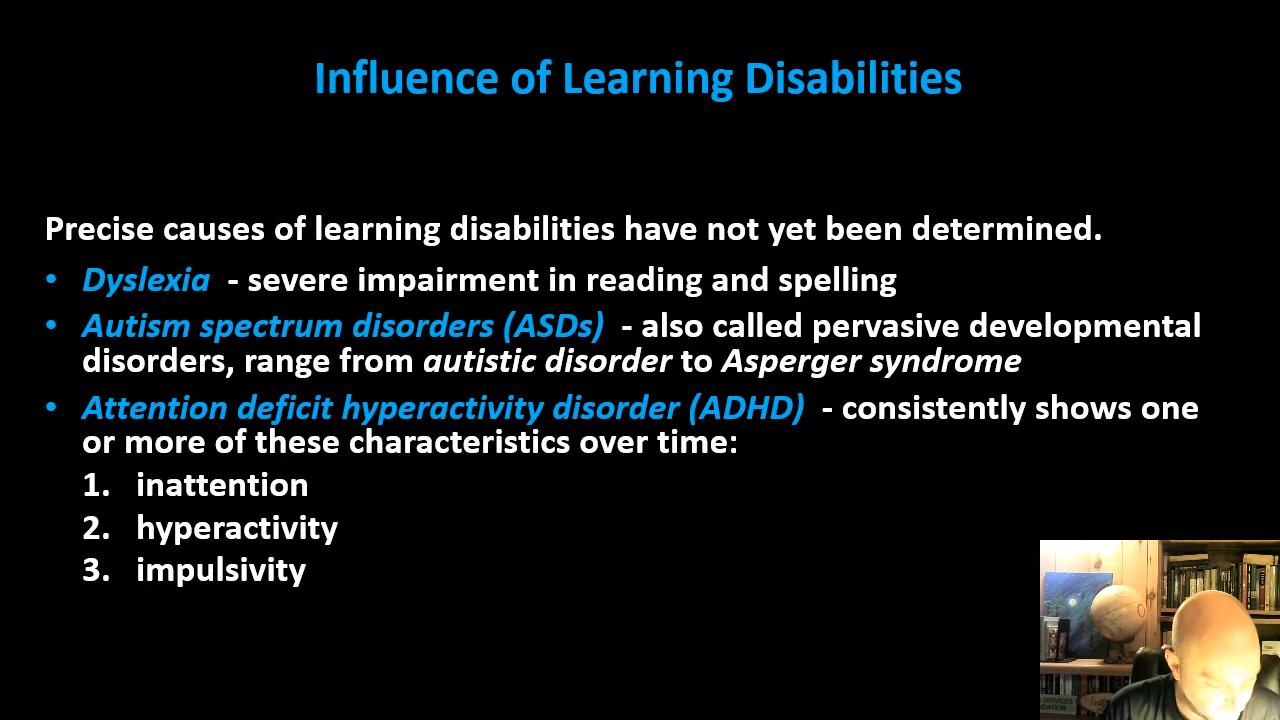 Influence of Learning Disabilities
Precise causes of learning disabilities have not yet been determined.
• Dyslexia - severe impairment in reading and spelling
• Autism spectrum disorders (ASDs) - also called pervasive developmental
disorders, range from autistic disorder to Asperger syndrome
• Attention deficit hyperactivity disorder (ADHD) - consistently shows one
or more of these characteristics over time:
1. inattention
2. hyperactivity
3. impulsivity
SERVICES